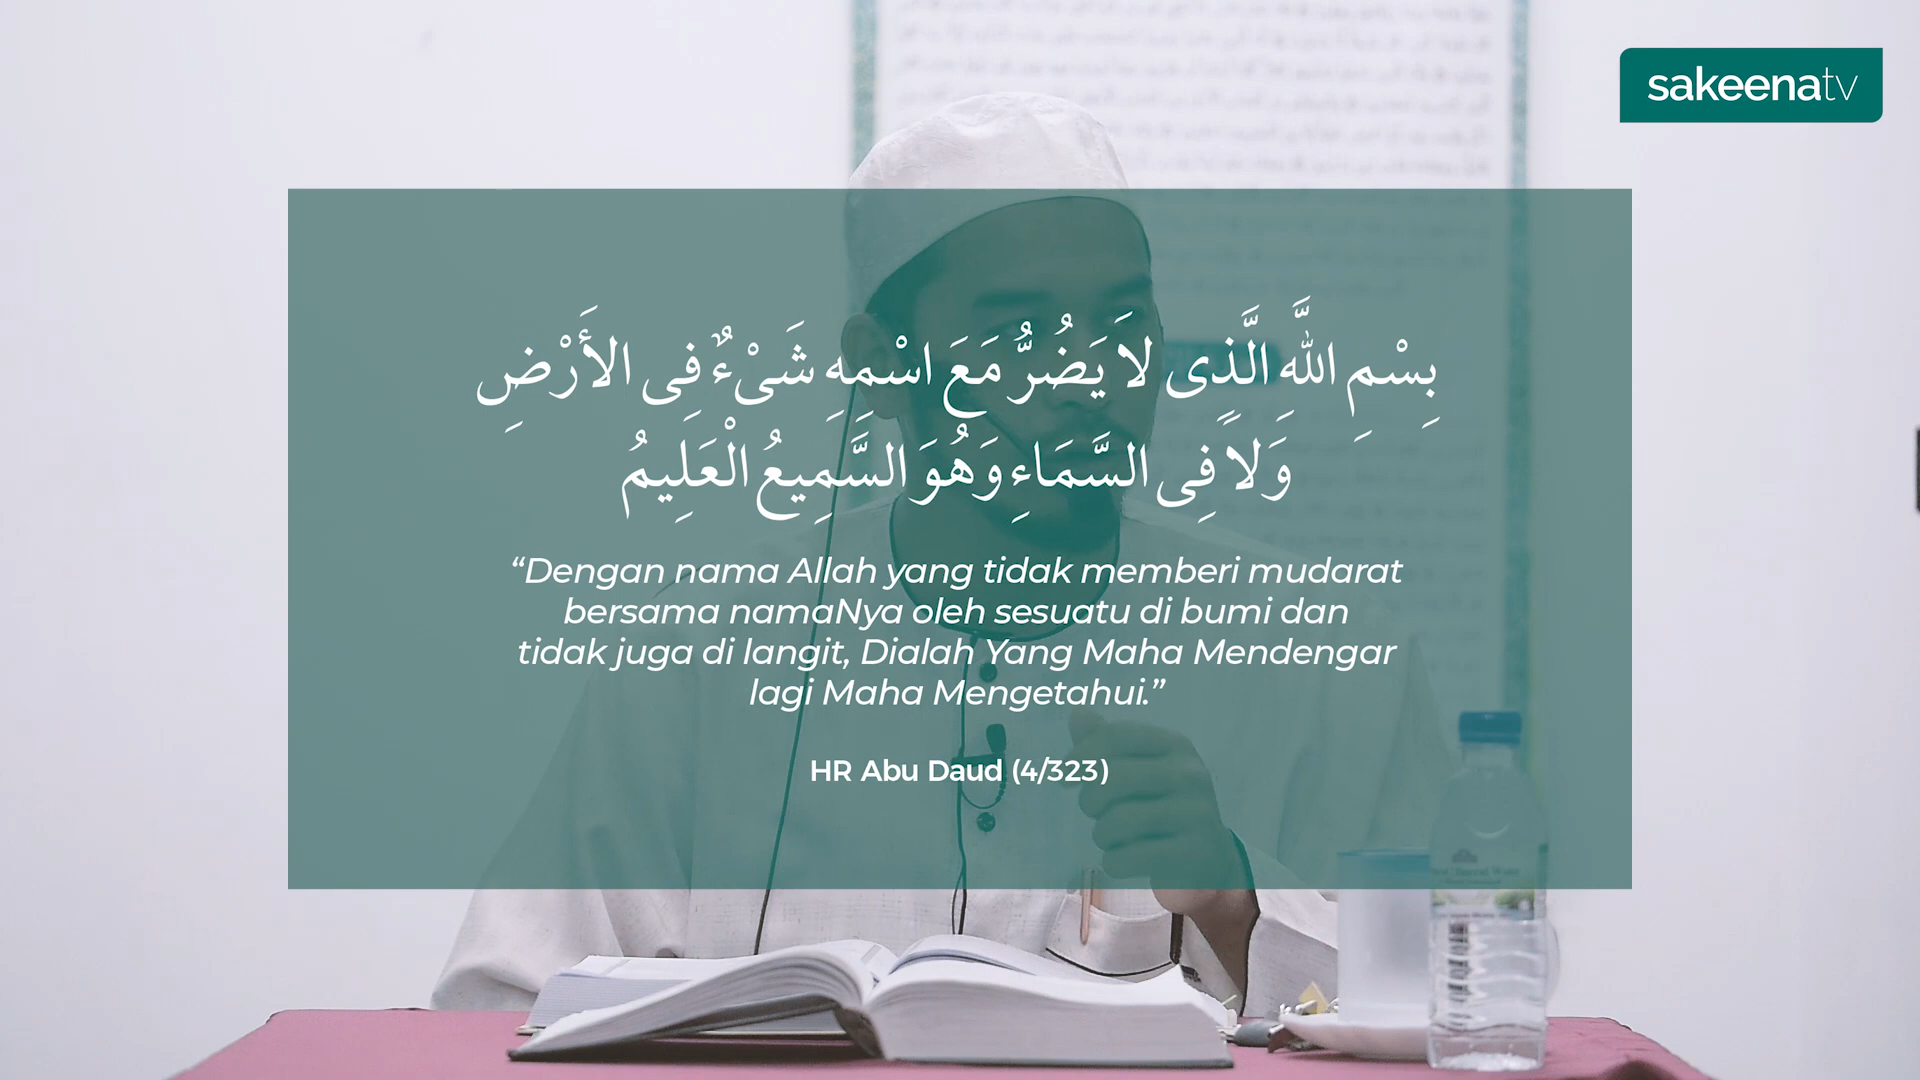 sakeenatv
بِسْمِ اللَّهِ الَّذِى لاَ يَضُرُّ مَعَ اسْمِهِ شَىْءٌ فِى الأَرْضِ
وَلاَ فِى السَّمَاءِ وَهُوَ السَّمِيعُ الْعَلِيمُ
“Dengan nama Allah yang tidak memberi mudarat
bersama namaNya oleh sesuatu di bumi dan
tidak juga di langit, Dialah Yang Maha Mendengar
lagi Maha Mengetahui.”
HR Abu Daud (4/323)